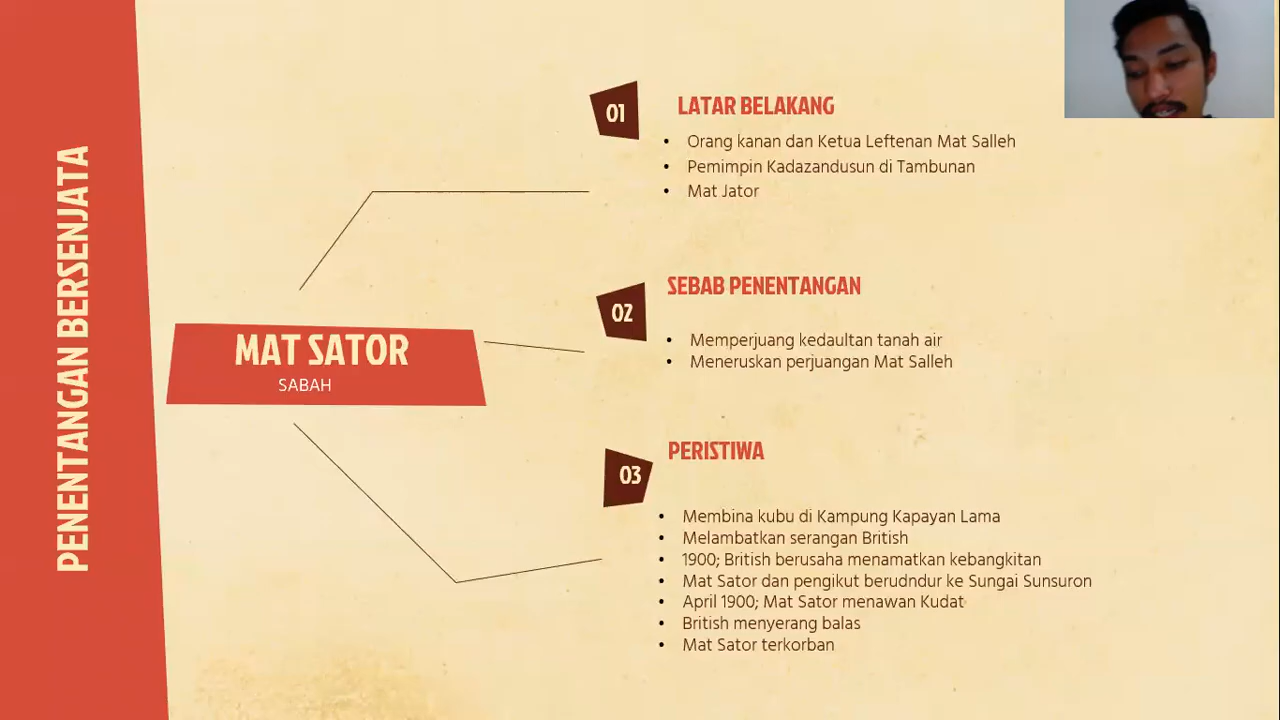 PENENTANGAN BERSENJATA
MAT SATOR
SABAH
01
LATAR BELAKANG
• Orang kanan dan Ketua Leftenan Mat Salleh
• Pemimpin Kadazandusun di Tambunan
• Mat Jator
02
SEBAB PENENTANGAN
• Memperjuang kedaultan tanah air
• Meneruskan perjuangan Mat Salleh
03
PERISTIWA
• Membina kubu di Kampung Kapayan Lama
• Melambatkan serangan British
• 1900; British berusaha menamatkan kebangkitan
• Mat Sator dan pengikut berudndur ke Sungai Sunsuron
• April 1900; Mat Sator menawan Kudat
• British menyerang balas
• Mat Sator terkorban